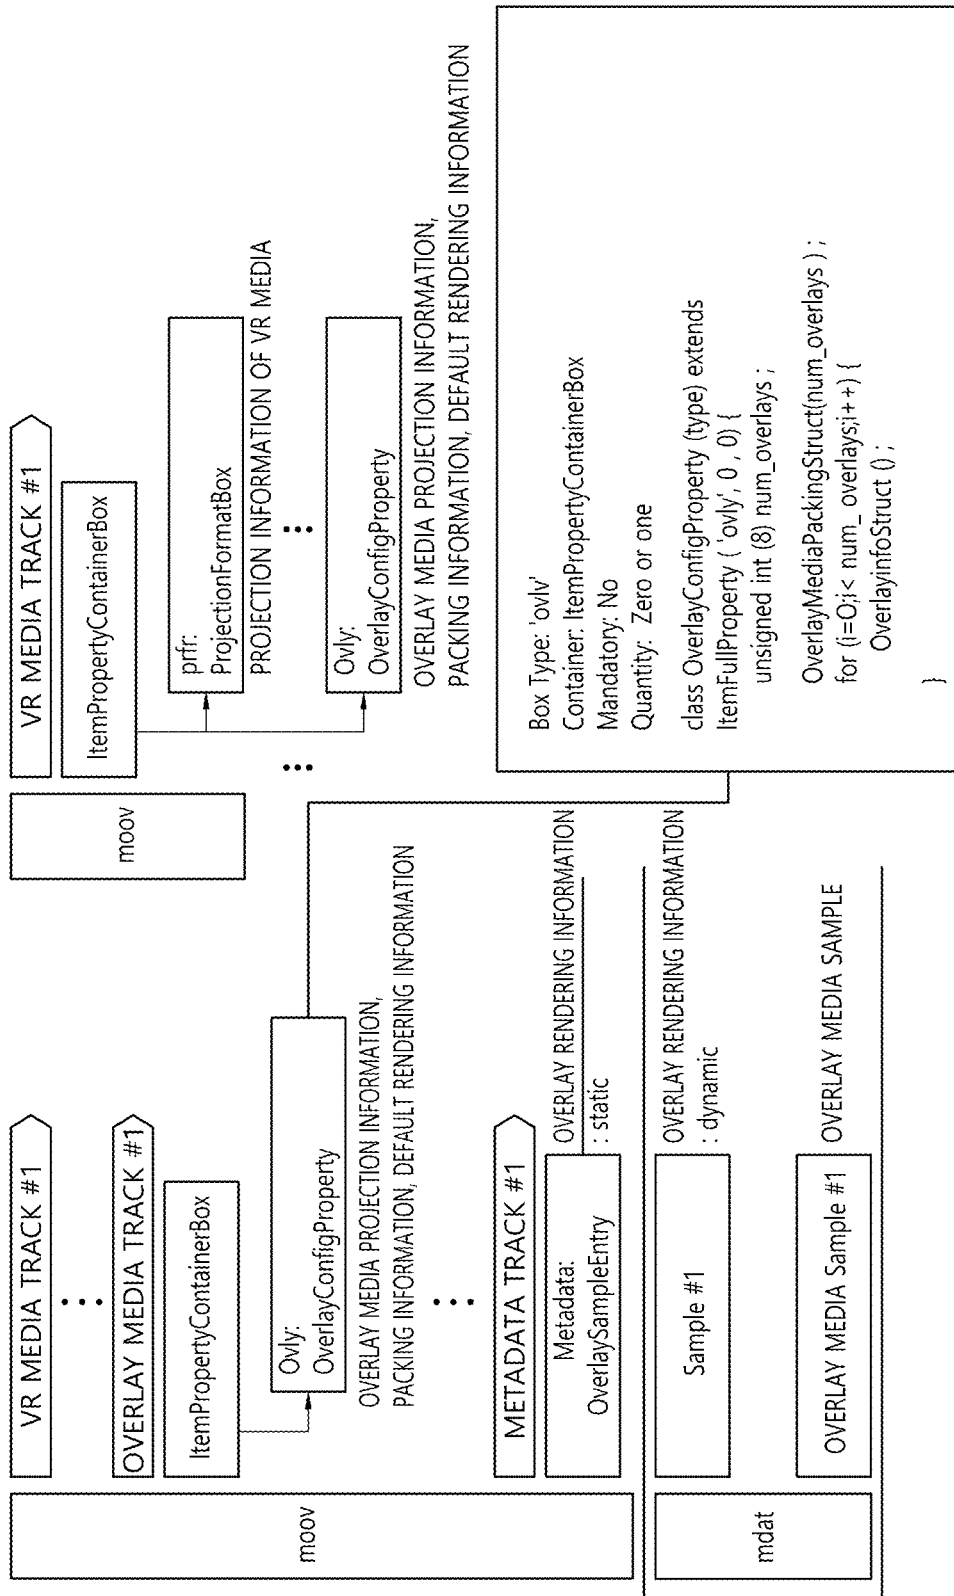 VR MEDIA TRACK #1
OVERLAY MEDIA TRACK #1
ItemPropertyContainerBox
Ovly:
OverlayConfigProperty
OVERLAY MEDIA PROJECTION INFORMATION,
PACKING INFORMATION, DEFAULT RENDERING INFORMATION
moov
METADATA TRACK #1
Metadata:
OverlaySampleEntry
OVERLAY RENDERING INFORMATION
: static
mdat
Sample #1
OVERLAY RENDERING INFORMATION
: dynamic
OVERLAY MEDIA Sample #1
OVERLAY MEDIA SAMPLE
moov
VR MEDIA TRACK #1
ItemPropertyContainerBox
prfr:
ProjectionFormatBox
PROJECTION INFORMATION OF VR MEDIA
Ovly:
OverlayConfigProperty
OVERLAY MEDIA PROJECTION INFORMATION,
PACKING INFORMATION, DEFAULT RENDERING INFORMATION
Box Type: 'ovlv'
Container: ItemPropertyContainerBox
Mandatory: No
Quantity: Zero or one
class OverlayConfigProperty (type) extends
ItemFullProperty ( 'ovly', 0 , 0) {
unsigned int (8) num_overlays ;
OverlayMediaPackingStruct(num_overlays ) ;
for (i=O;i< num_ overlays;i++) {
OverlayinfoStruct () ;
}